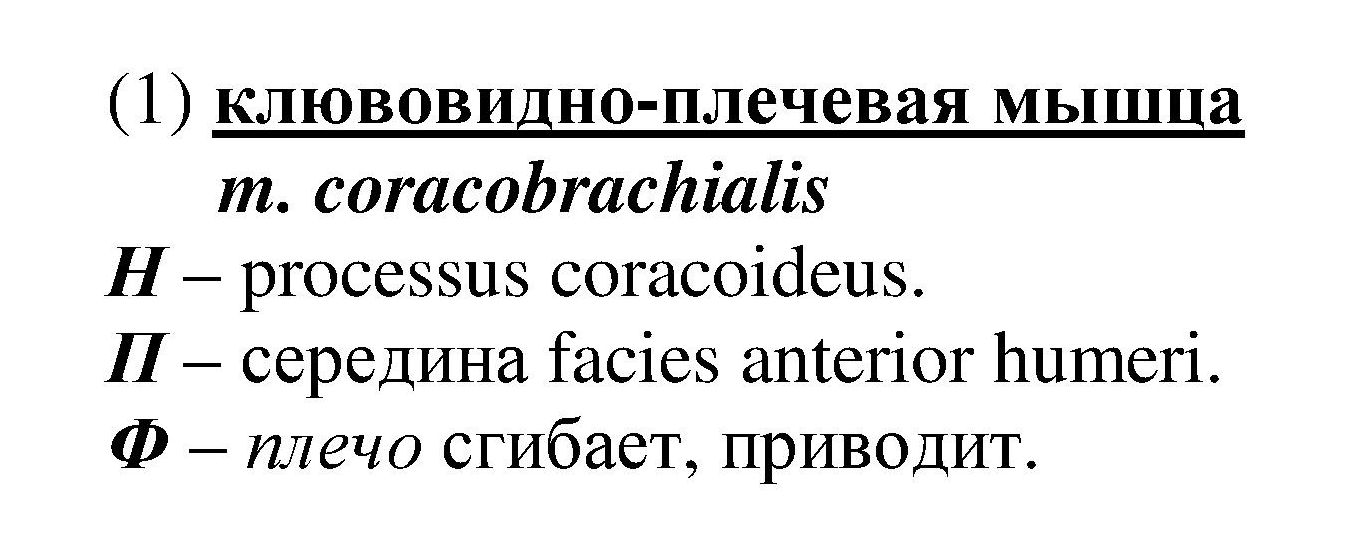 (1) клювовидно-плечевая мышца
m. coracobrachialis
Н – processus coracoideus.
П – середина facies anterior humeri.
Ф – плечо сгибает, приводит.